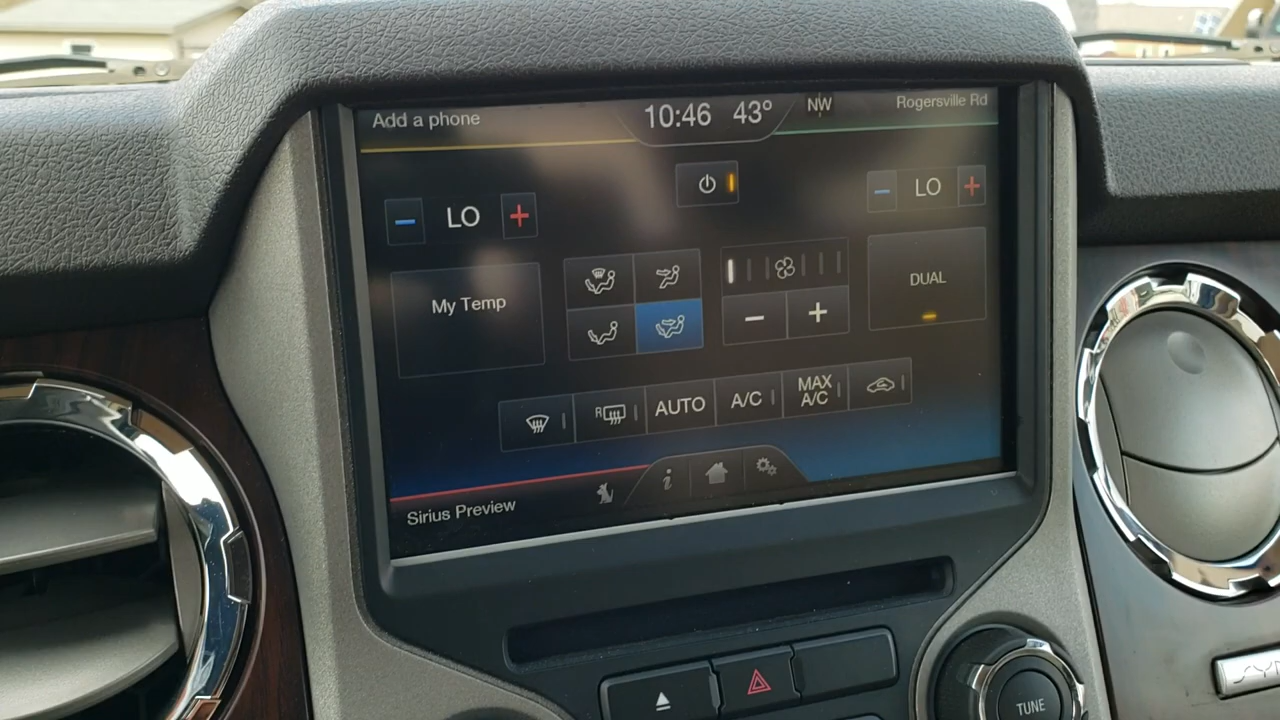 Add a phone
10:46 43° NW
Rogersville Rd
− LO +
− LO +
My Temp
DUAL
− +
R
AUTO
A/C
MAX
A/C
i
Sirius Preview
TUNE